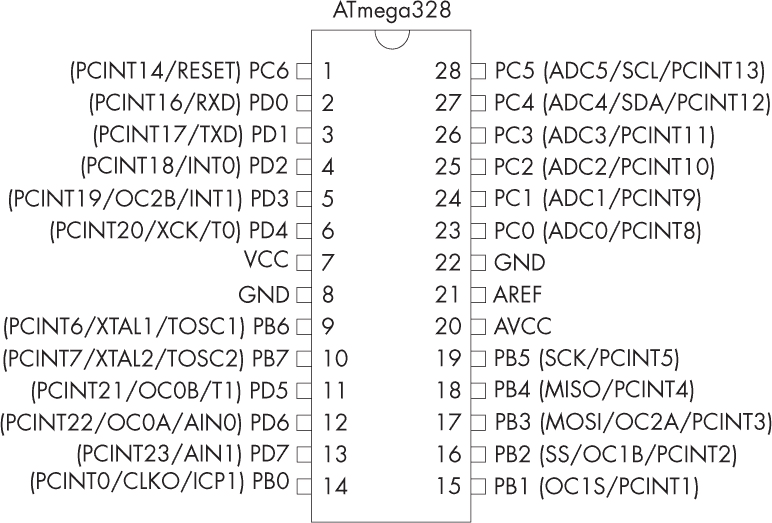 ATmega328
(PCINT14/RESET) PC6 1 28 PC5 (ADC5/SCL/PCINT13)
(PCINT16/RXD) PD0 2 27 PC4 (ADC4/SDA/PCINT12)
(PCINT17/TXD) PD1 3 26 PC3 (ADC3/PCINT11)
(PCINT18/INT0) PD2 4 25 PC2 (ADC2/PCINT10)
(PCINT19/OC2B/INT1) PD3 5 24 PC1 (ADC1/PCINT9)
(PCINT20/XCK/T0) PD4 6 23 PC0 (ADC0/PCINT8)
VCC 7 22 GND
GND 8 21 AREF
(PCINT6/XTAL1/TOSC1) PB6 9 20 AVCC
(PCINT7/XTAL2/TOSC2) PB7 10 19 PB5 (SCK/PCINT5)
(PCINT21/OC0B/T1) PD5 11 18 PB4 (MISO/PCINT4)
(PCINT22/OC0A/AIN0) PD6 12 17 PB3 (MOSI/OC2A/PCINT3)
(PCINT23/AIN1) PD7 13 16 PB2 (SS/OC1B/PCINT2)
(PCINT0/CLKO/ICP1) PB0 14 15 PB1 (OC1S/PCINT1)